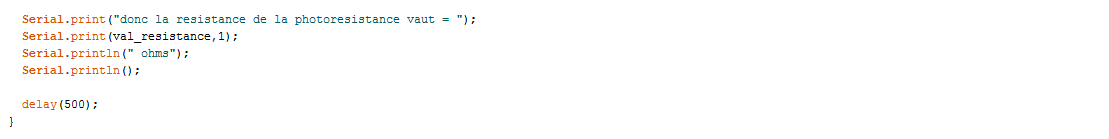 Serial.print("donc la resistance de la photoresistance vaut = ");
Serial.print(val_resistance,1);
Serial.println(" ohms");
Serial.println();
delay(500);
}